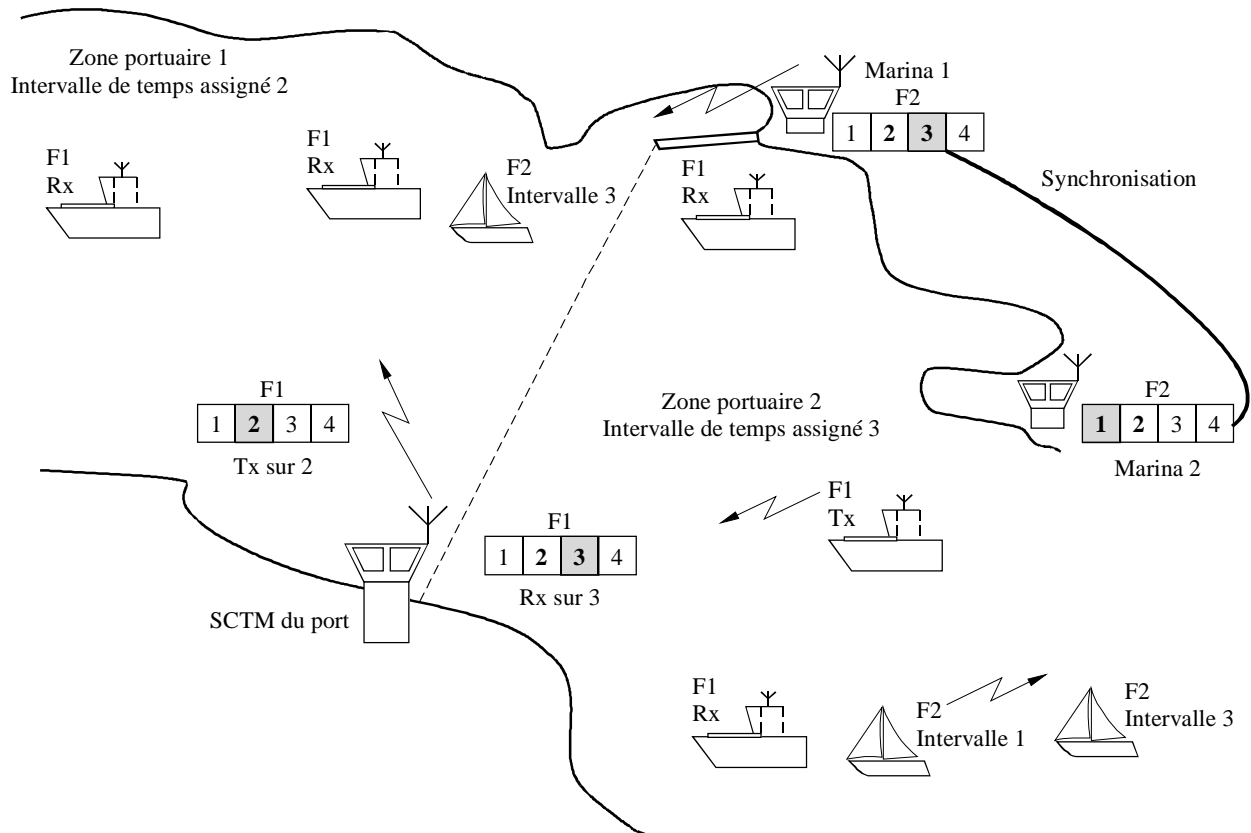 Zone portuaire 1
Intervalle de temps assigné 2
Marina 1
F2
1 2 3 4
F1
Rx
F1
Rx
F2
Intervalle 3
F1
Rx
Synchronisation
F1
1 2 3 4
Tx sur 2
Zone portuaire 2
Intervalle de temps assigné 3
F2
1 2 3 4
Marina 2
F1
Tx
F1
1 2 3 4
Rx sur 3
SCTM du port
F1
Rx
F2
Intervalle 1
F2
Intervalle 3